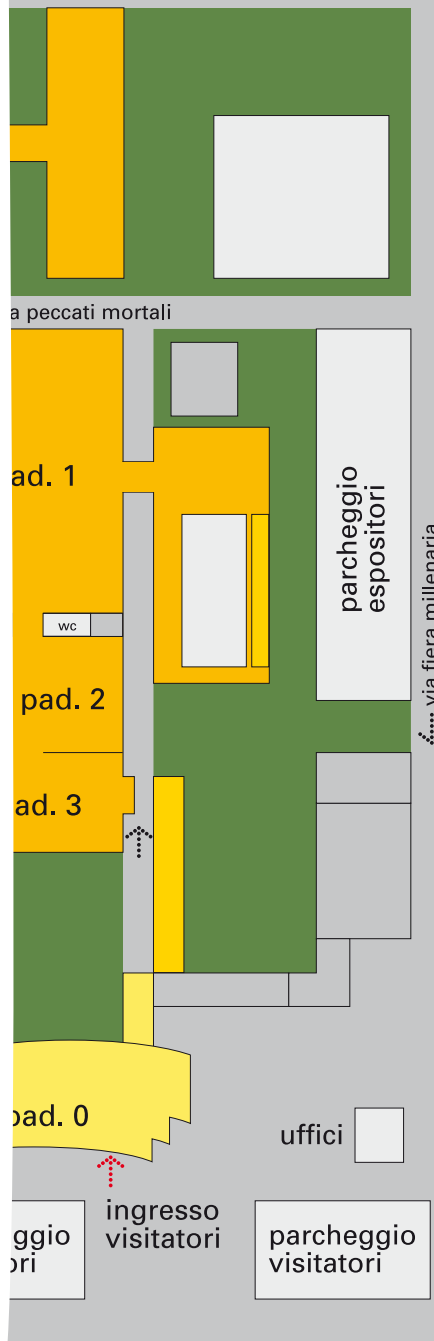 a peccati mortali
ad. 1
parcheggio
espositori
via fiera millenaria
wc
pad. 2
ad. 3
pad. 0
uffici
ingresso
visitatori
ggio
ori
parcheggio
visitatori